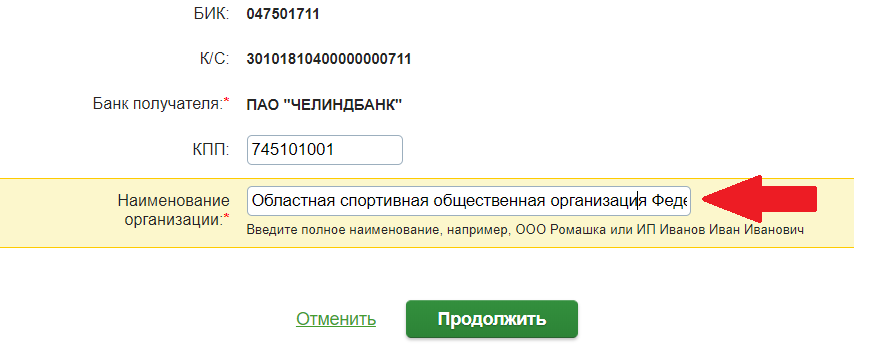 БИК: 047501711
К/С: 30101810400000000711
Банк получателя:* ПАО "ЧЕЛИНДБАНК"
КПП: 745101001
Наименование
организации:*
Областная спортивная общественная организация Феде
Введите полное наименование, например, ООО Ромашка или ИП Иванов Иван Иванович
Отменить Продолжить